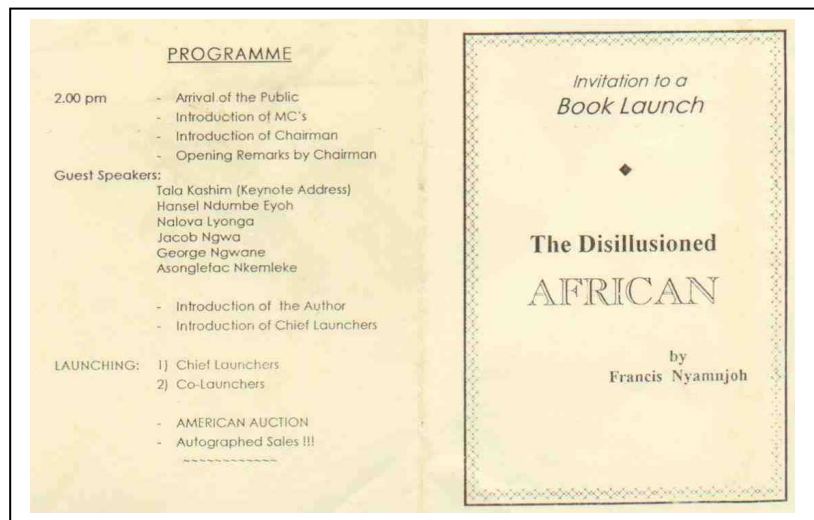 PROGRAMME
2.00 pm - Arrival of the Public
- Introduction of MC's
- Introduction of Chairman
- Opening Remarks by Chairman
Guest Speakers:
Tala Kashim (Keynote Address)
Hansel Ndumbe Eyoh
Nalova Lyonga
Jacob Ngwa
George Ngwane
Asonglefac Nkemleke
- Introduction of the Author
- Introduction of Chief Launchers
LAUNCHING: 1) Chief Launchers
2) Co-Launchers
- AMERICAN AUCTION
- Autographed Sales !!!
Invitation to a
Book Launch
The Disillusioned
AFRICAN
by
Francis Nyamnjoh